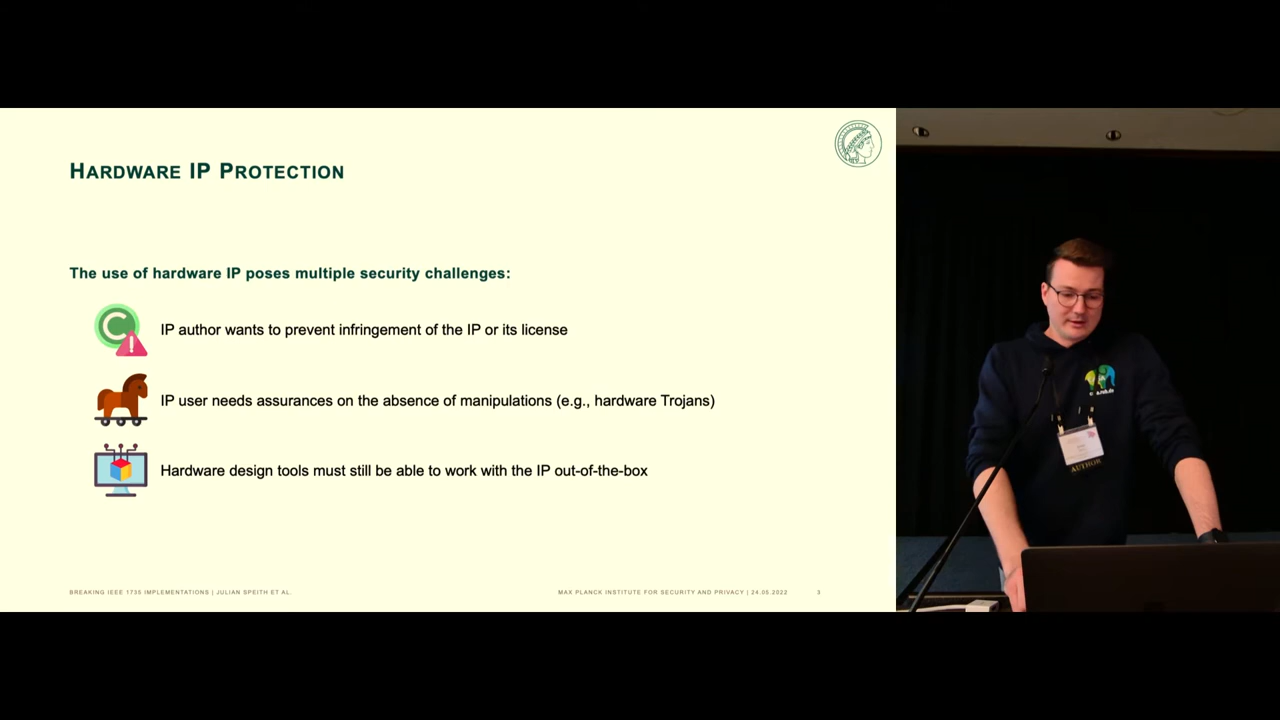 HARDWARE IP PROTECTION
The use of hardware IP poses multiple security challenges:
IP author wants to prevent infringement of the IP or its license
IP user needs assurances on the absence of manipulations (e.g., hardware Trojans)
Hardware design tools must still be able to work with the IP out-of-the-box
BREAKING IEEE 1735 IMPLEMENTATIONS | JULIAN SPEITH ET AL.
MAX PLANCK INSTITUTE FOR SECURITY AND PRIVACY | 24.05.2022
3
AUTHOR